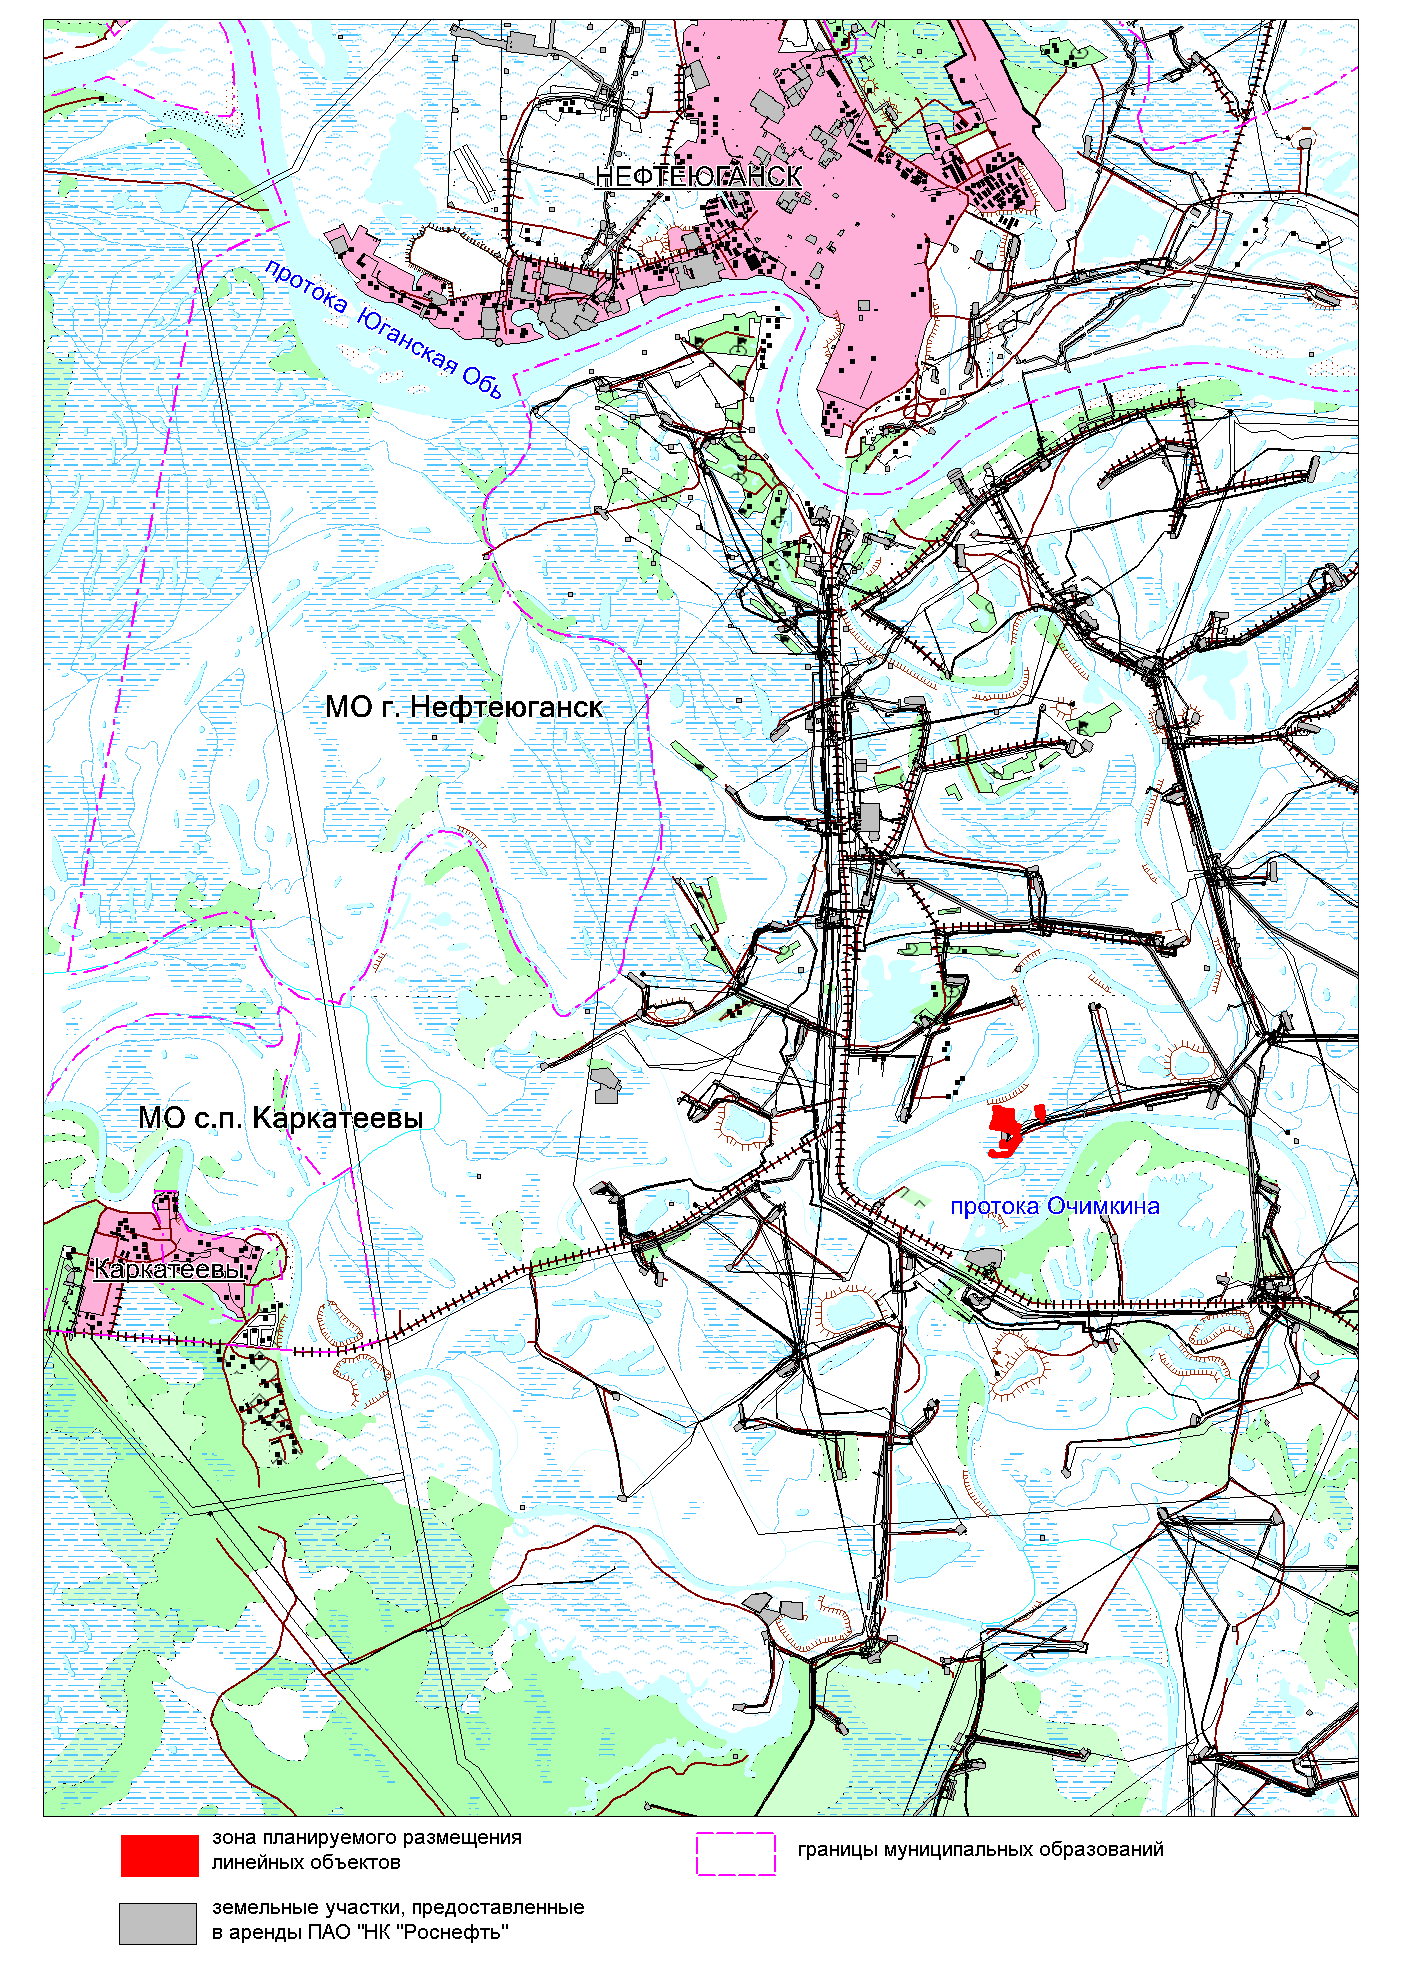 НЕФТЕЮГАНСК
протока Юганская Обь
МО г. Нефтеюганск
МО с.п. Каркатеевы
протока Очимкина
Каркатеевы
зона планируемого размещения
линейных объектов
границы муниципальных образований
земельные участки, предоставленные
в аренды ПАО "НК "Роснефть"